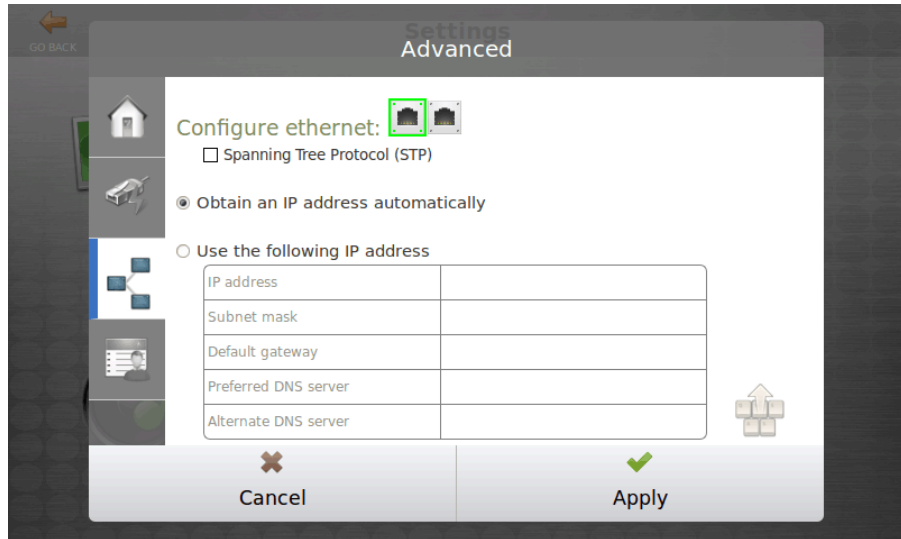 Settings
GO BACK
Advanced
Configure ethernet:
Spanning Tree Protocol (STP)
Obtain an IP address automatically
Use the following IP address
IP address
Subnet mask
Default gateway
Preferred DNS server
Alternate DNS server
Cancel
Apply